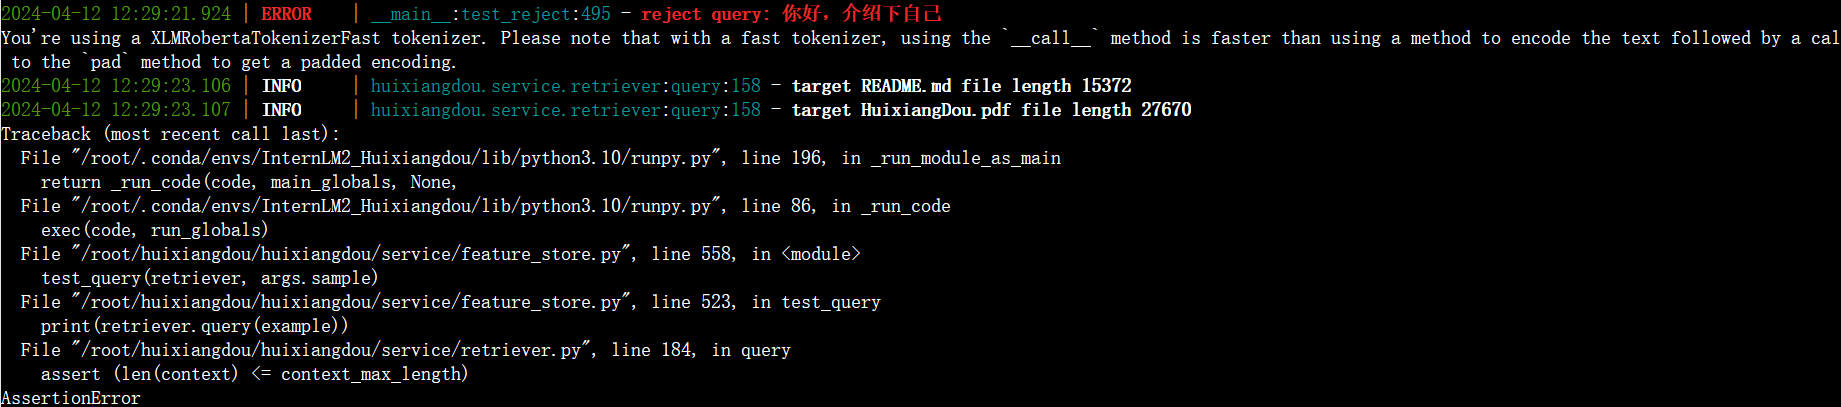 2024-04-12 12:29:21.924 | ERROR    | __main__:test_reject:495 - reject query: 你好，介绍下自己
You're using a XLMRobertaTokenizerFast tokenizer. Please note that with a fast tokenizer, using the `__call__` method is faster than using a method to encode the text followed by a cal
 to the `pad` method to get a padded encoding.
2024-04-12 12:29:23.106 | INFO     | huixiangdou.service.retriever:query:158 - target README.md file length 15372
2024-04-12 12:29:23.107 | INFO     | huixiangdou.service.retriever:query:158 - target HuixiangDou.pdf file length 27670
Traceback (most recent call last):
  File "/root/.conda/envs/InternLM2_Huixiangdou/lib/python3.10/runpy.py", line 196, in _run_module_as_main
    return _run_code(code, main_globals, None,
  File "/root/.conda/envs/InternLM2_Huixiangdou/lib/python3.10/runpy.py", line 86, in _run_code
    exec(code, run_globals)
  File "/root/huixiangdou/huixiangdou/service/feature_store.py", line 558, in <module>
    test_query(retriever, args.sample)
  File "/root/huixiangdou/huixiangdou/service/feature_store.py", line 523, in test_query
    print(retriever.query(example))
  File "/root/huixiangdou/huixiangdou/service/retriever.py", line 184, in query
    assert (len(context) <= context_max_length)
AssertionError